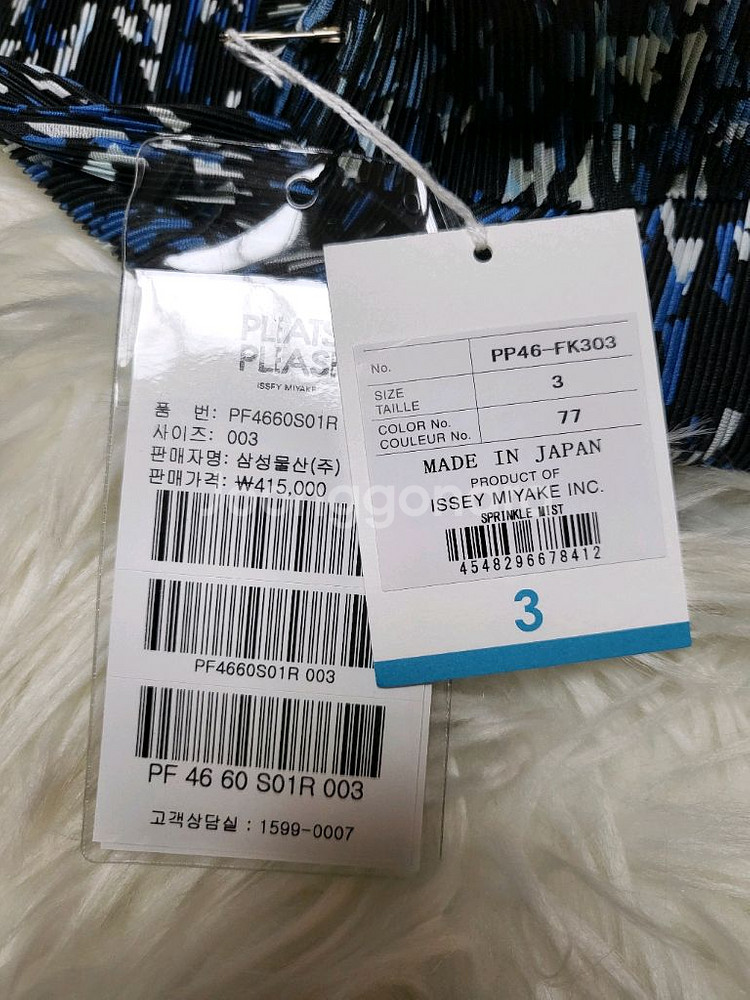 PLEATS
PLEASE
ISSEY MIYAKE
품 번: PF4660S01R
사이즈: 003
판매자명: 삼성물산(주)
판매가격: ₩415,000
PF4660S01R 003
PF 46 60 S01R 003
고객상담실 : 1599-0007
No. PP46-FK303
SIZE
TAILLE 3
COLOR No.
COULEUR No. 77
MADE IN JAPAN
PRODUCT OF
ISSEY MIYAKE INC.
SPRINKLE MIST
4548296678412
3